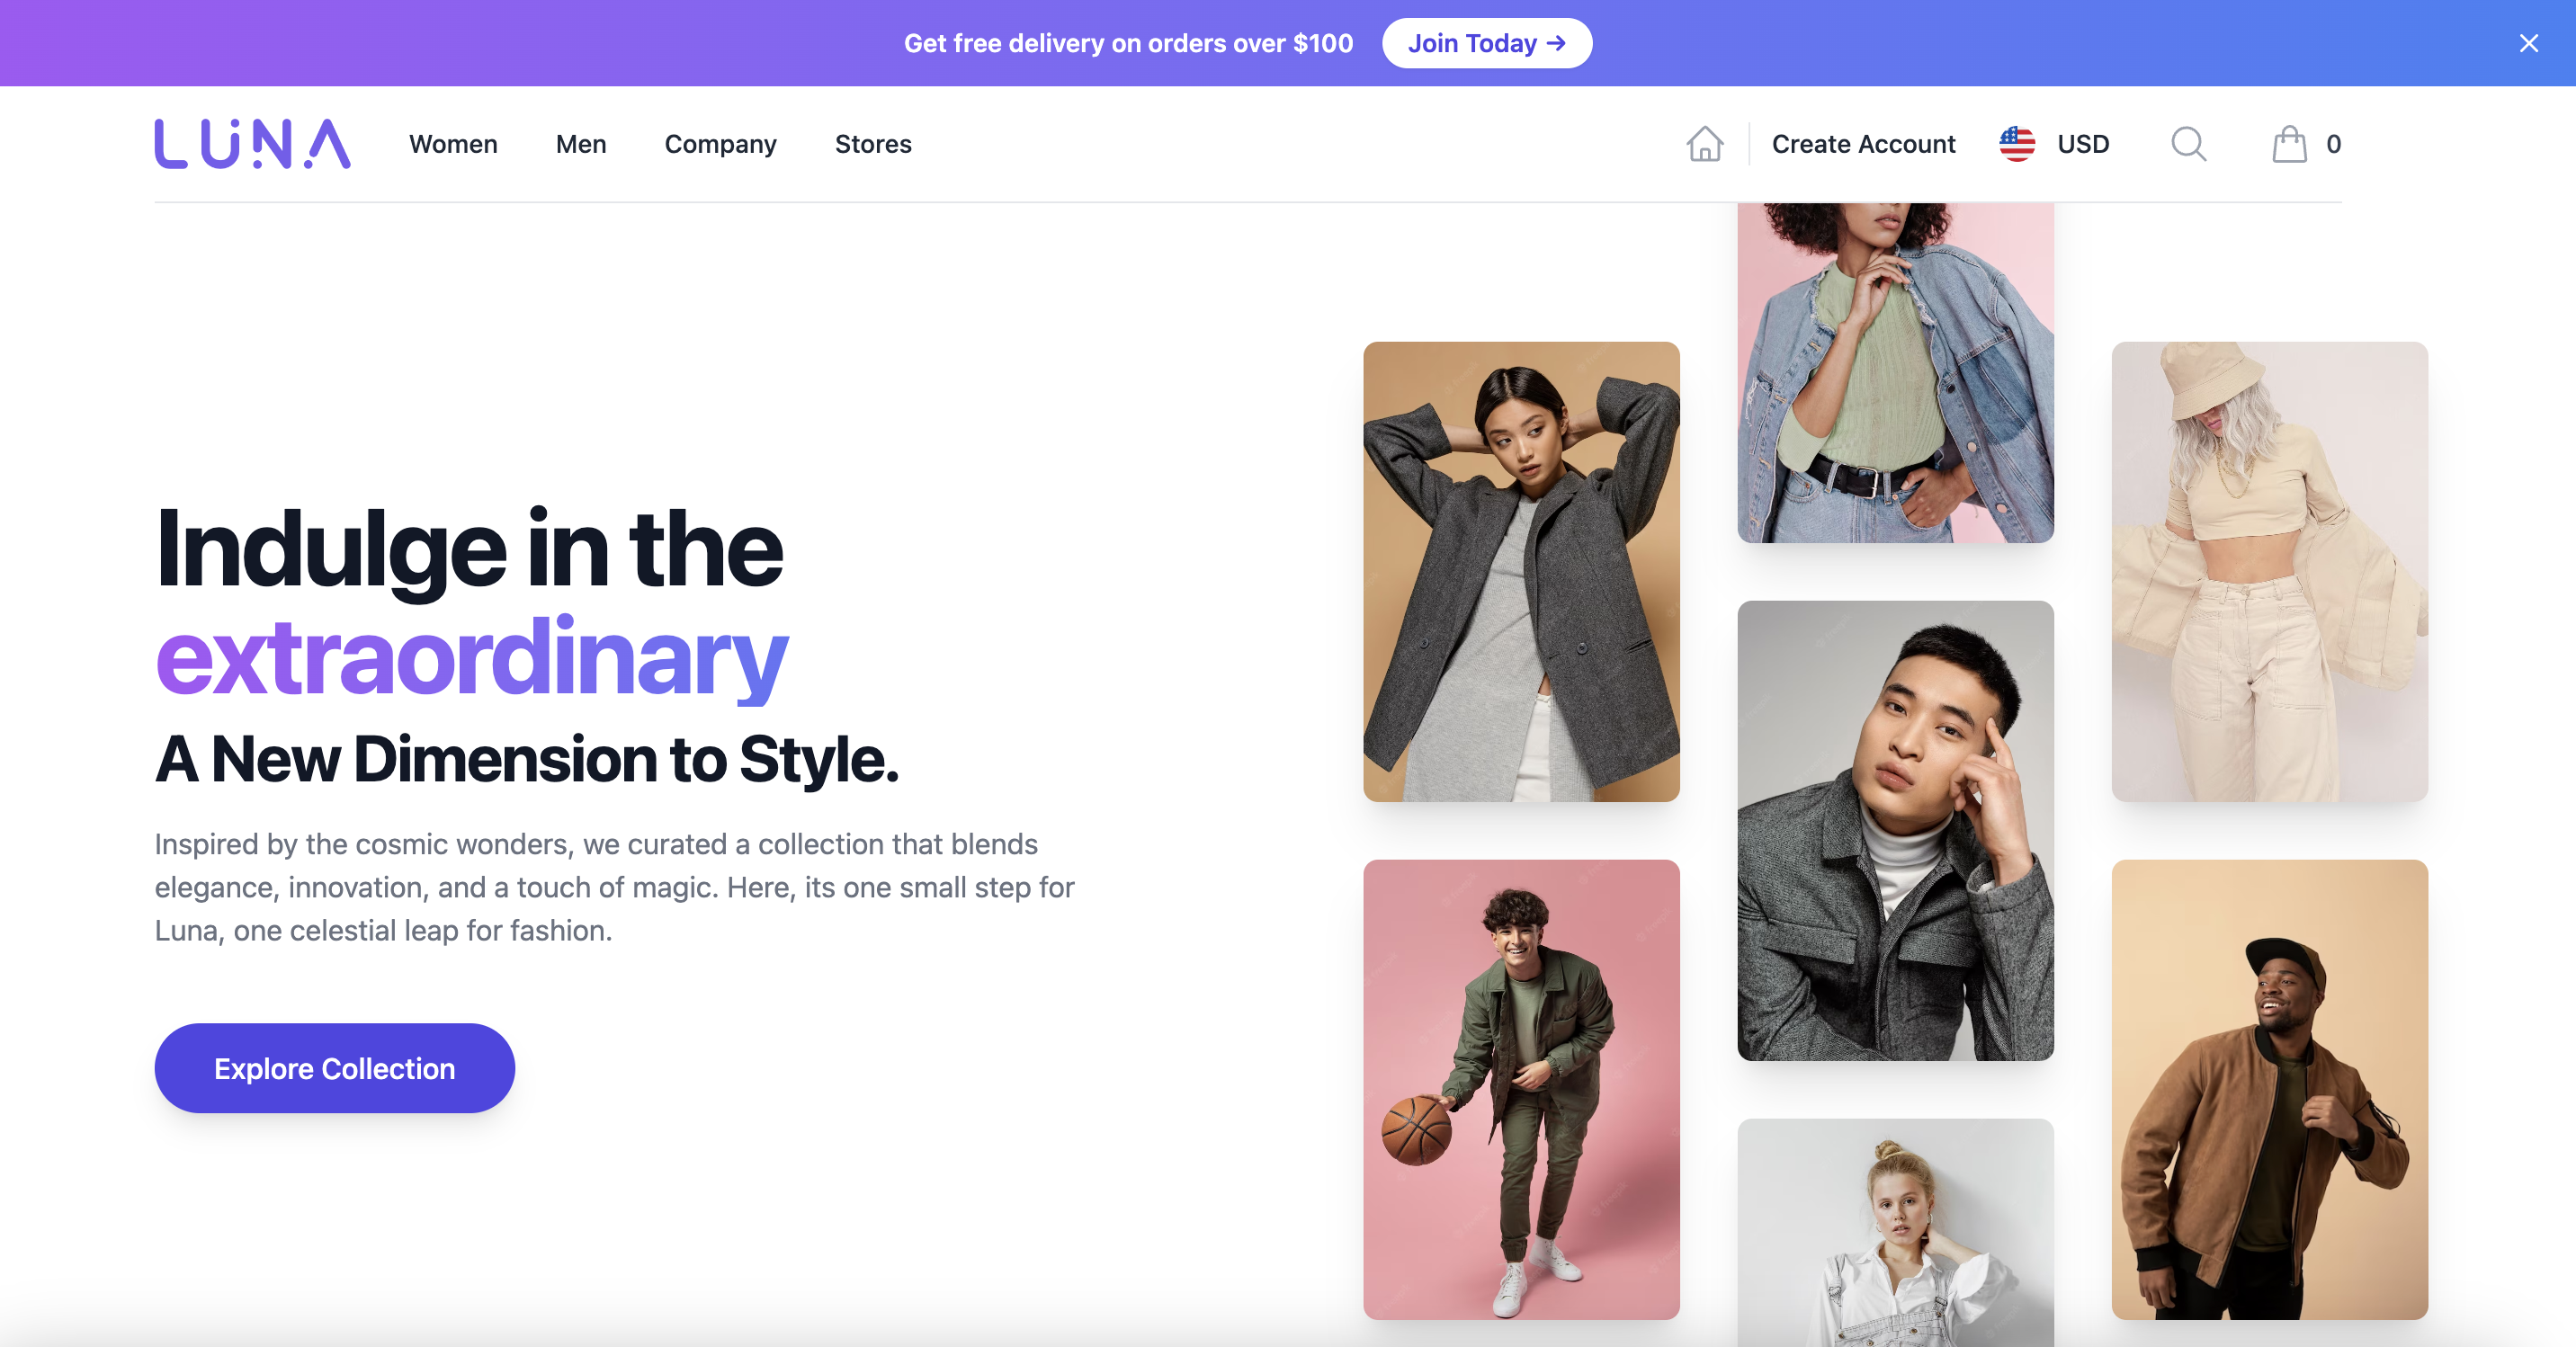 Get free delivery on orders over $100 Join Today →
LUNA Women Men Company Stores Create Account USD 0
Indulge in the
extraordinary
A New Dimension to Style.
Inspired by the cosmic wonders, we curated a collection that blends
elegance, innovation, and a touch of magic. Here, its one small step for
Luna, one celestial leap for fashion.
Explore Collection